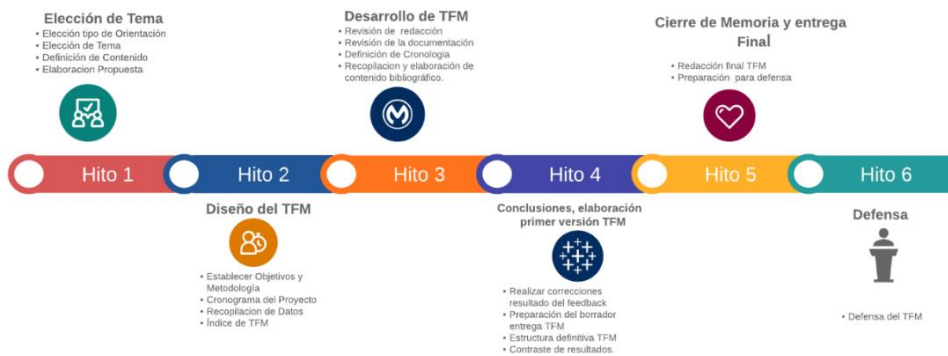 Elección de Tema
• Elección tipo de Orientación
• Elección de Tema
• Definición de Contenido
• Elaboracion Propuesta
Desarrollo de TFM
• Revisión de redacción
• Revisión de la documentación
• Definición de Cronologia
• Recopilacion y elaboración de
contenido bibliográfico.
Cierre de Memoria y entrega
Final
• Redacción final TFM
• Preparación para defensa
Hito 1
Hito 2
Hito 3
Hito 4
Hito 5
Hito 6
Diseño del TFM
• Establecer Objetivos y
Metodología
• Cronograma del Proyecto
• Recopilacion de Datos
• Índice de TFM
Conclusiones, elaboración
primer versión TFM
• Realizar correcciones
resultado del feedback
• Preparación del borrador
entrega TFM
• Estructura definitiva TFM
• Contraste de resultados.
Defensa
• Defensa del TFM